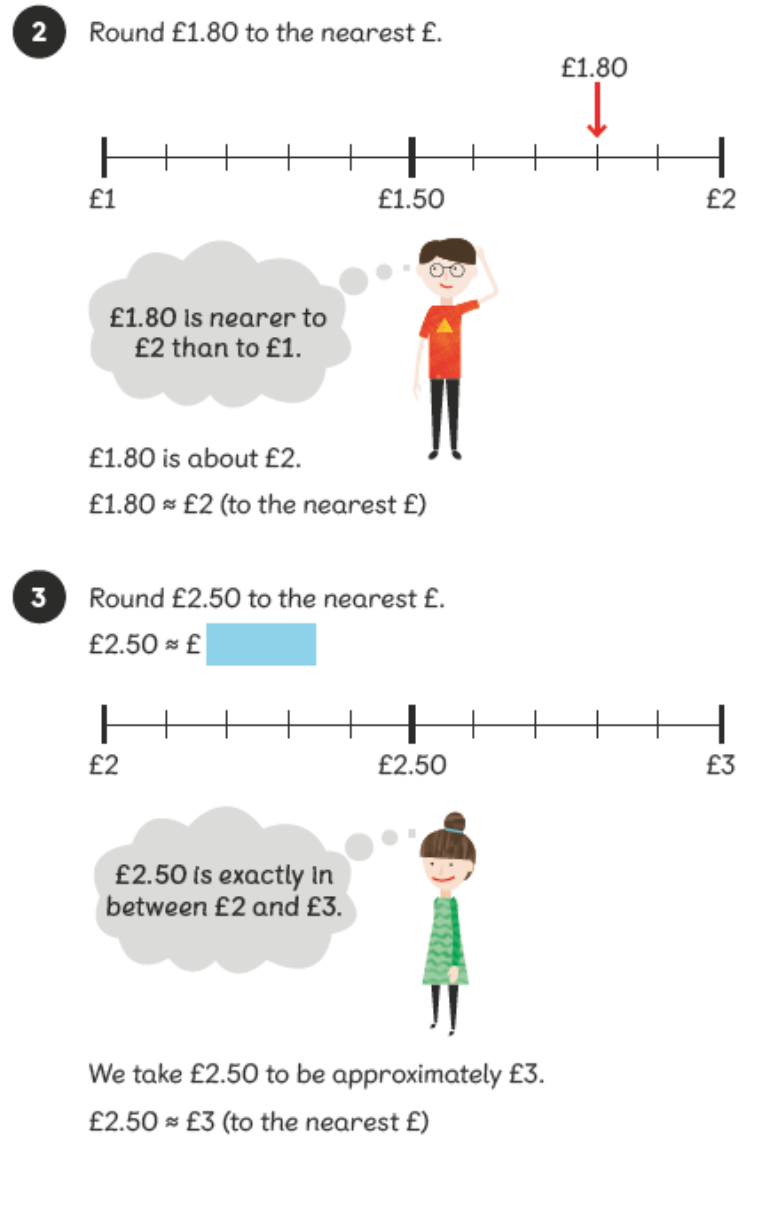 2 Round £1.80 to the nearest £.
£1.80
£1 £1.50 £2
£1.80 is nearer to
£2 than to £1.
£1.80 is about £2.
£1.80 ≈ £2 (to the nearest £)
3 Round £2.50 to the nearest £.
£2.50 ≈ £
£2 £2.50 £3
£2.50 is exactly in
between £2 and £3.
We take £2.50 to be approximately £3.
£2.50 ≈ £3 (to the nearest £)